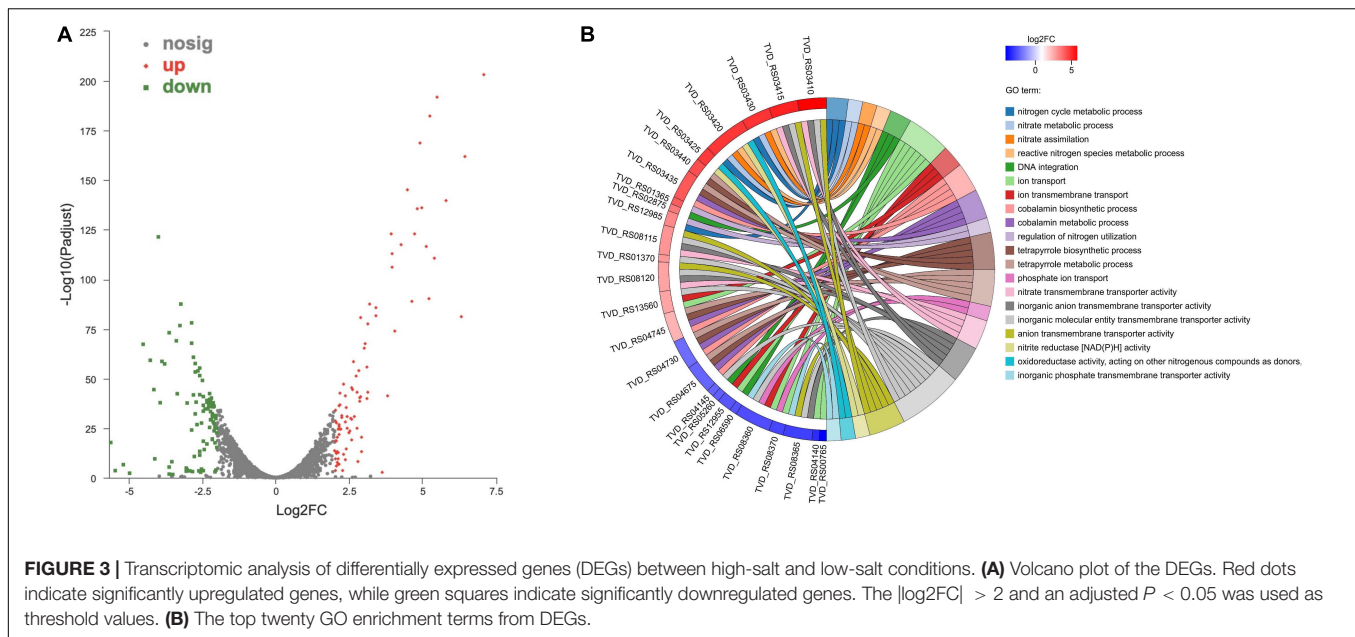 A
225
200
175
150
125
100
75
50
25
0
-Log10(Padjust)
nosig
up
down
-5
-2.5
0
2.5
5
7.5
Log2FC
B
TVD_RS03410
TVD_RS03415
TVD_RS03430
TVD_RS03420
TVD_RS03425
TVD_RS03440
TVD_RS03435
TVD_RS01365
TVD_RS02875
TVD_RS12985
TVD_RS08115
TVD_RS01370
TVD_RS08120
TVD_RS13560
TVD_RS04745
TVD_RS04730
TVD_RS04675
TVD_RS04145
TVD_RS05260
TVD_RS12955
TVD_RS06590
TVD_RS08360
TVD_RS08370
TVD_RS08365
TVD_RS04140
TVD_RS00765
log2FC
0
5
GO term:
nitrogen cycle metabolic process
nitrate metabolic process
nitrate assimilation
reactive nitrogen species metabolic process
DNA integration
ion transport
ion transmembrane transport
cobalamin biosynthetic process
cobalamin metabolic process
regulation of nitrogen utilization
tetrapyrrole biosynthetic process
tetrapyrrole metabolic process
phosphate ion transport
nitrate transmembrane transporter activity
inorganic anion transmembrane transporter activity
inorganic molecular entity transmembrane transporter activity
anion transmembrane transporter activity
nitrite reductase [NAD(P)H] activity
oxidoreductase activity, acting on other nitrogenous compounds as donors,
inorganic phosphate transmembrane transporter activity
FIGURE 3 | Transcriptomic analysis of differentially expressed genes (DEGs) between high-salt and low-salt conditions. (A) Volcano plot of the DEGs. Red dots
indicate significantly upregulated genes, while green squares indicate significantly downregulated genes. The |log2FC| > 2 and an adjusted P < 0.05 was used as
threshold values. (B) The top twenty GO enrichment terms from DEGs.